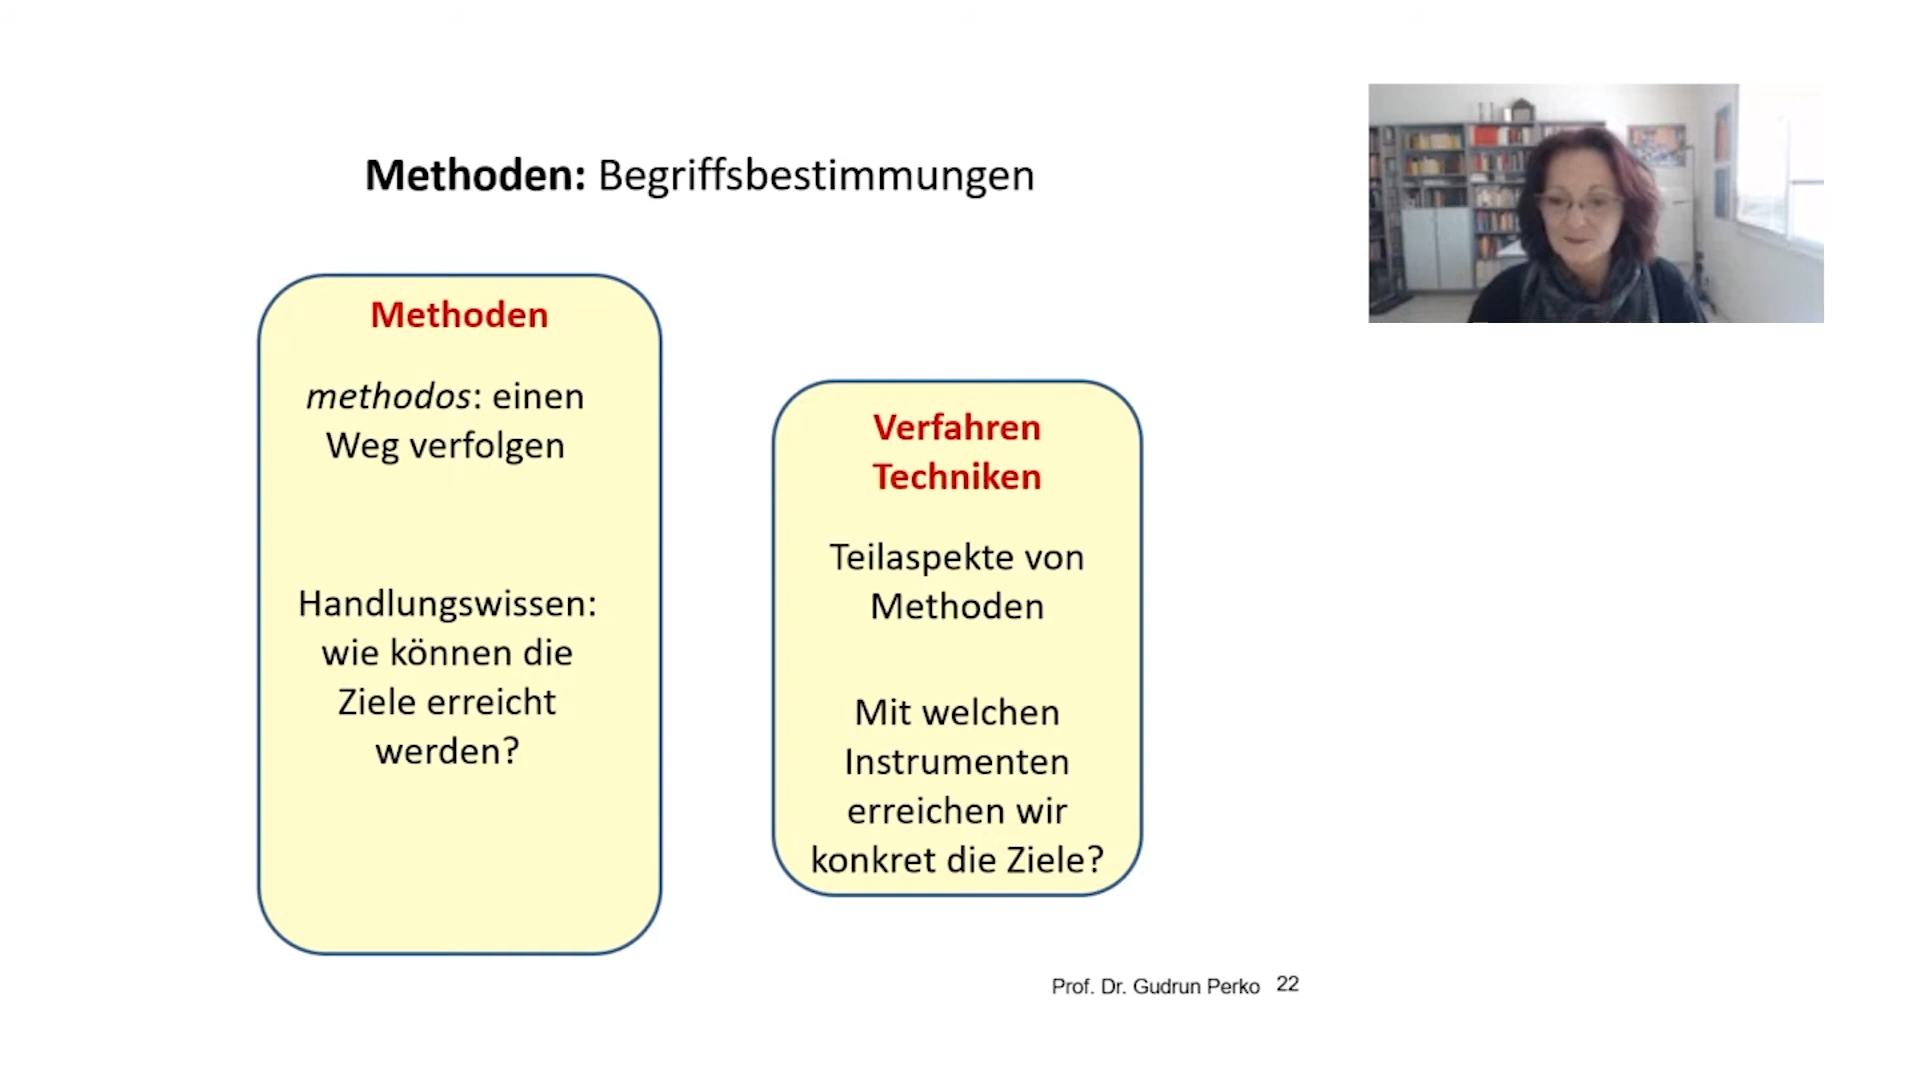 Methoden: Begriffsbestimmungen
Methoden
methodos: einen
Weg verfolgen
Handlungswissen:
wie können die
Ziele erreicht
werden?
Verfahren
Techniken
Teilaspekte von
Methoden
Mit welchen
Instrumenten
erreichen wir
konkret die Ziele?
Prof. Dr. Gudrun Perko 22